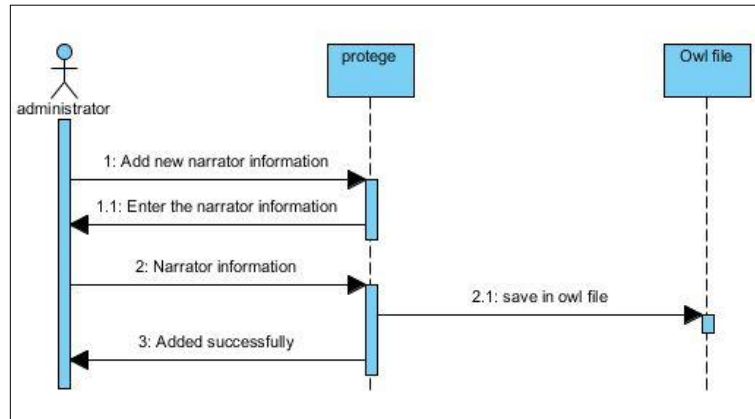 protege
Owl file
administrator
1: Add new narrator information
1.1: Enter the narrator information
2: Narrator information
2.1: save in owl file
3: Added successfully